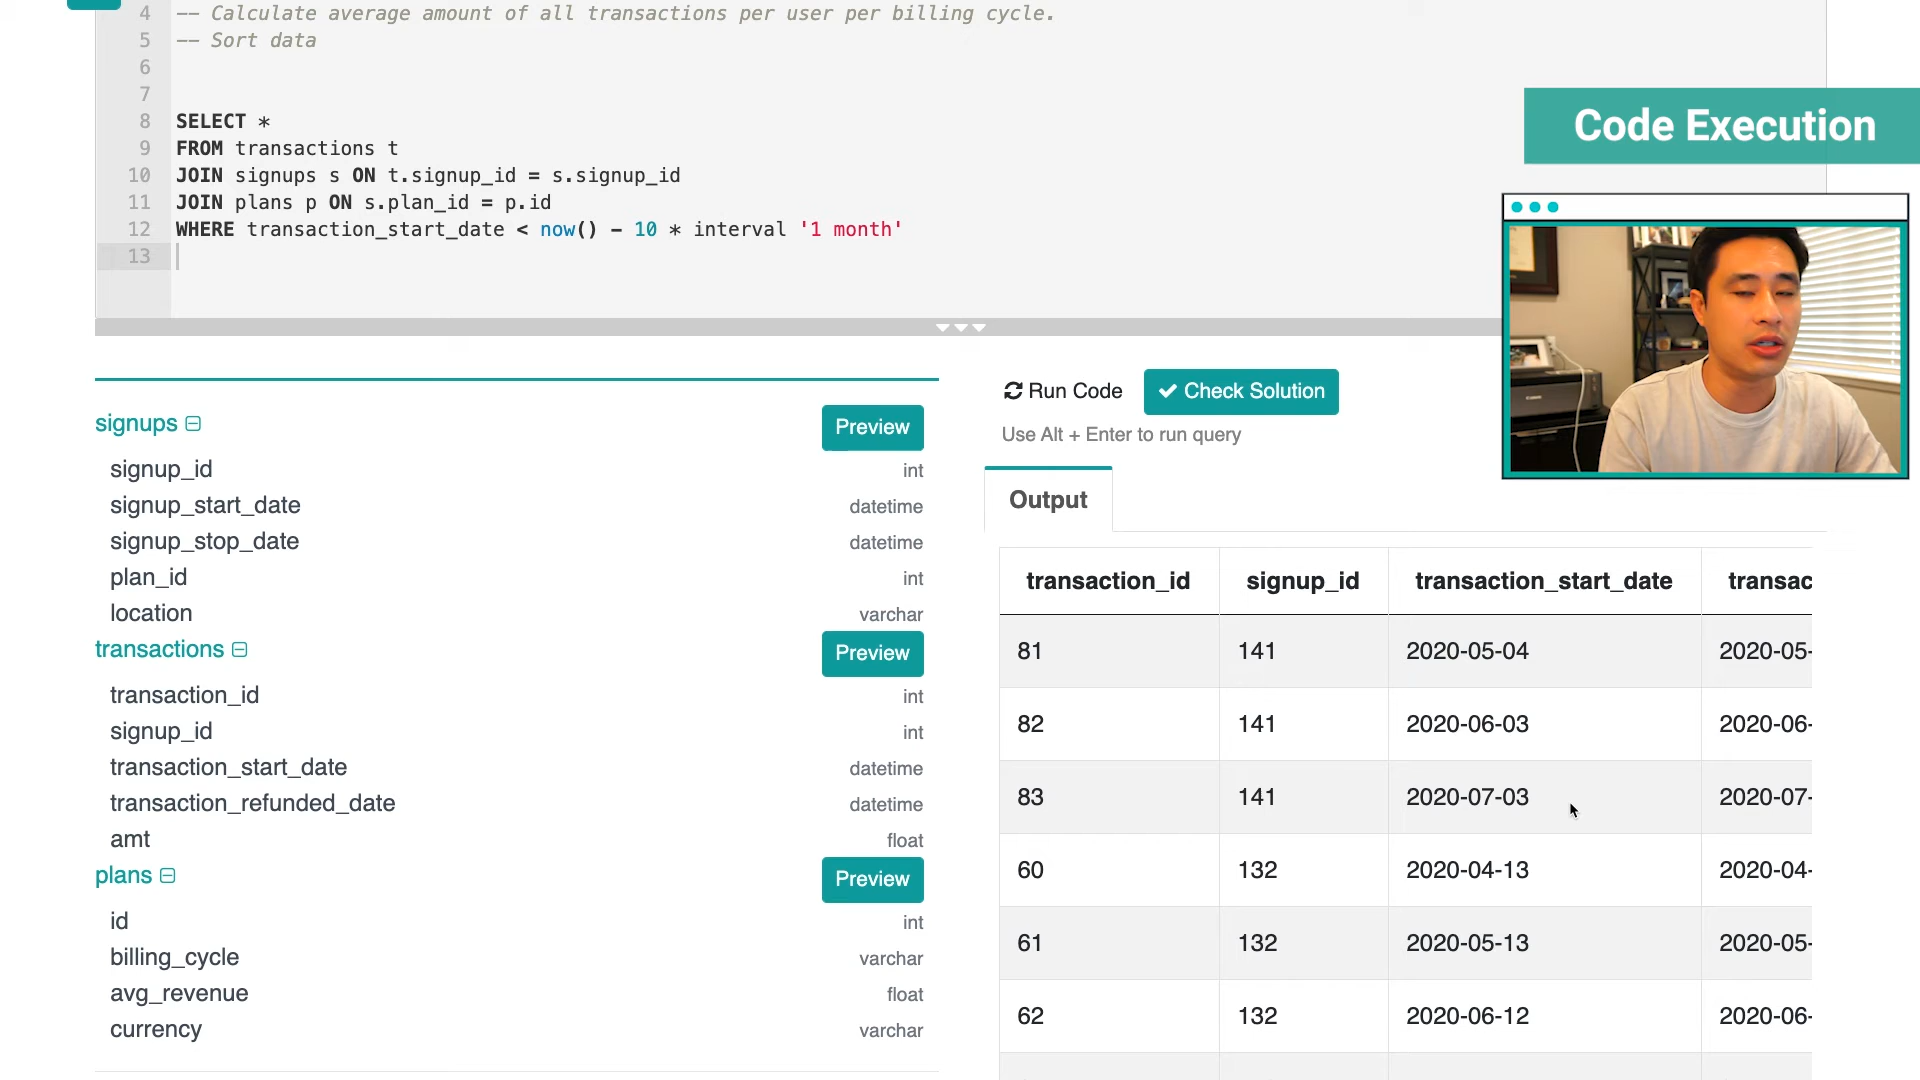 4 -- Calculate average amount of all transactions per user per billing cycle.
5 -- Sort data
6
7
8 SELECT *
9 FROM transactions t
10 JOIN signups s ON t.signup_id = s.signup_id
11 JOIN plans p ON s.plan_id = p.id
12 WHERE transaction_start_date < now() - 10 * interval '1 month'
13
Code Execution
signups Preview
signup_id int
signup_start_date datetime
signup_stop_date datetime
plan_id int
location varchar
transactions Preview
transaction_id int
signup_id int
transaction_start_date datetime
transaction_refunded_date datetime
amt float
plans Preview
id int
billing_cycle varchar
avg_revenue float
currency varchar
Run Code Check Solution
Use Alt + Enter to run query
Output
transaction_id signup_id transaction_start_date transac
81 141 2020-05-04 2020-05-
82 141 2020-06-03 2020-06-
83 141 2020-07-03 2020-07-
60 132 2020-04-13 2020-04-
61 132 2020-05-13 2020-05-
62 132 2020-06-12 2020-06-